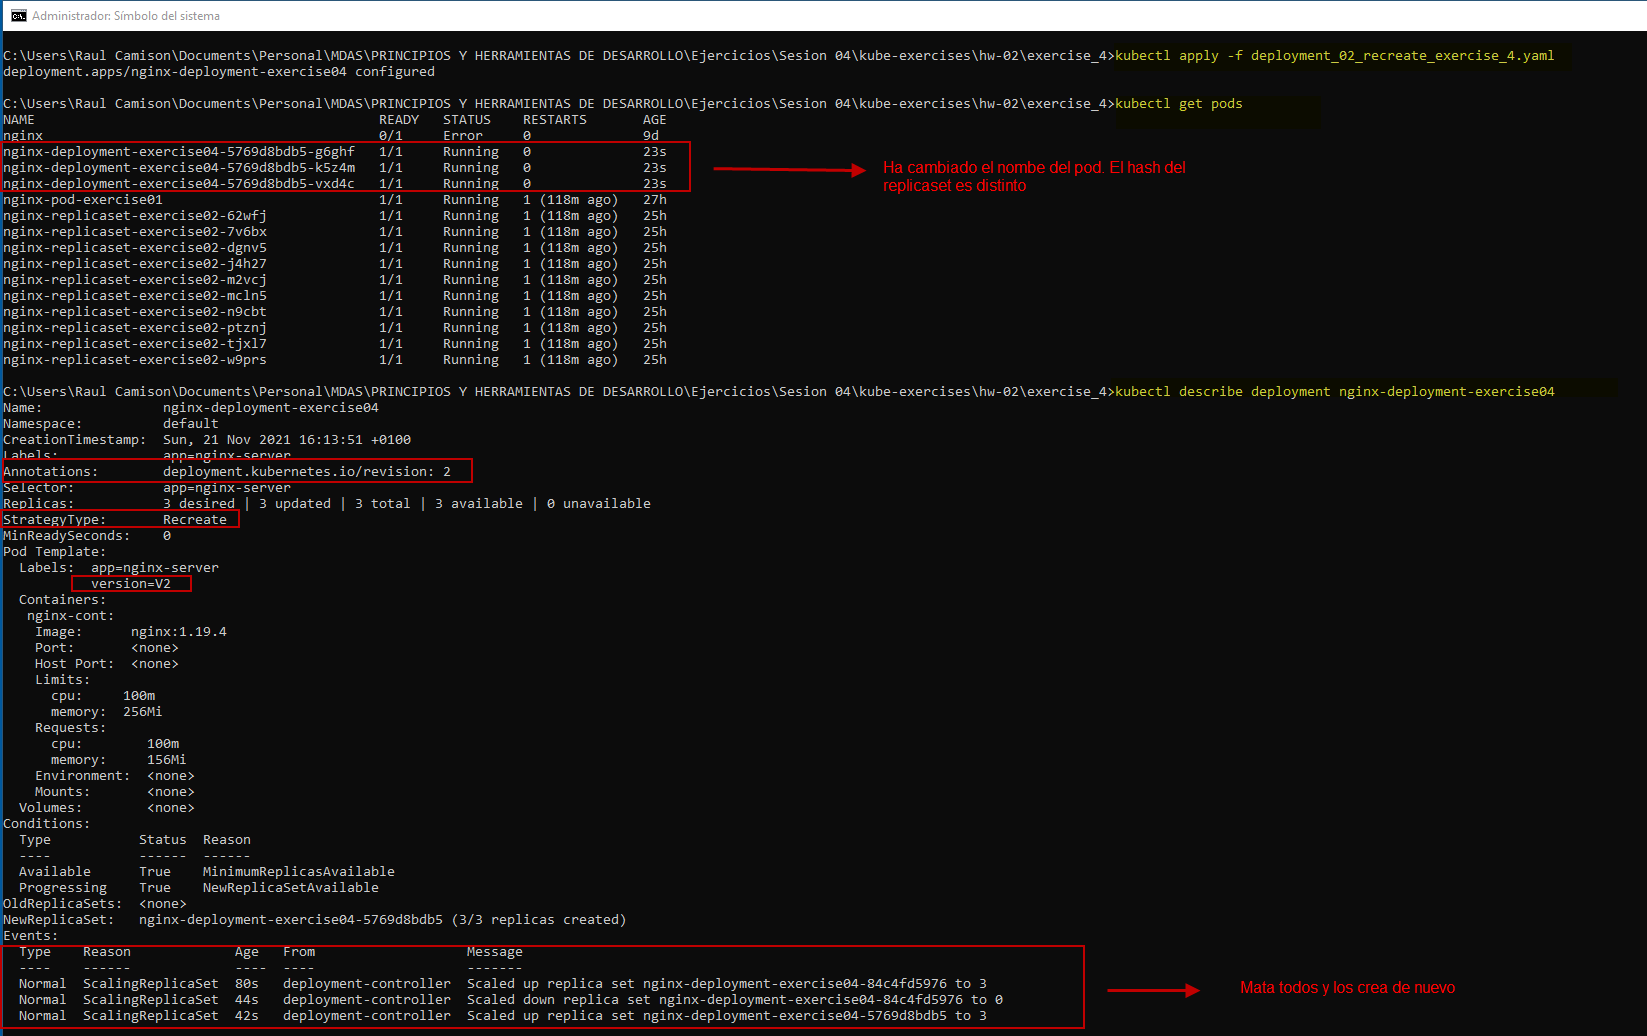 Administrador: Símbolo del sistema
C:\Users\Raul Camison\Documents\Personal\MDAS\PRINCIPIOS Y HERRAMIENTAS DE DESARROLLO\Ejercicios\Sesion 04\kube-exercises\hw-02\exercise_4>kubectl apply -f deployment_02_recreate_exercise_4.yaml
deployment.apps/nginx-deployment-exercise04 configured
C:\Users\Raul Camison\Documents\Personal\MDAS\PRINCIPIOS Y HERRAMIENTAS DE DESARROLLO\Ejercicios\Sesion 04\kube-exercises\hw-02\exercise_4>kubectl get pods
NAME READY STATUS RESTARTS AGE
nginx 0/1 Error 0 9d
nginx-deployment-exercise04-5769d8bdb5-g6ghf 1/1 Running 0 23s
nginx-deployment-exercise04-5769d8bdb5-k5z4m 1/1 Running 0 23s
nginx-deployment-exercise04-5769d8bdb5-vxd4c 1/1 Running 0 23s
Ha cambiado el nombre del pod. El hash del
replicaset es distinto
nginx-pod-exercise01 1/1 Running 1 (118m ago) 27h
nginx-replicaset-exercise02-62wfj 1/1 Running 1 (118m ago) 25h
nginx-replicaset-exercise02-7v6bx 1/1 Running 1 (118m ago) 25h
nginx-replicaset-exercise02-dgnv5 1/1 Running 1 (118m ago) 25h
nginx-replicaset-exercise02-j4h27 1/1 Running 1 (118m ago) 25h
nginx-replicaset-exercise02-m2vcj 1/1 Running 1 (118m ago) 25h
nginx-replicaset-exercise02-mcln5 1/1 Running 1 (118m ago) 25h
nginx-replicaset-exercise02-n9cbt 1/1 Running 1 (118m ago) 25h
nginx-replicaset-exercise02-ptznj 1/1 Running 1 (118m ago) 25h
nginx-replicaset-exercise02-tjxl7 1/1 Running 1 (118m ago) 25h
nginx-replicaset-exercise02-w9prs 1/1 Running 1 (118m ago) 25h
C:\Users\Raul Camison\Documents\Personal\MDAS\PRINCIPIOS Y HERRAMIENTAS DE DESARROLLO\Ejercicios\Sesion 04\kube-exercises\hw-02\exercise_4>kubectl describe deployment nginx-deployment-exercise04
Name: nginx-deployment-exercise04
Namespace: default
CreationTimestamp: Sun, 21 Nov 2021 16:13:51 +0100
Labels: app=nginx-server
Annotations: deployment.kubernetes.io/revision: 2
Selector: app=nginx-server
Replicas: 3 desired | 3 updated | 3 total | 3 available | 0 unavailable
StrategyType: Recreate
MinReadySeconds: 0
Pod Template:
Labels: app=nginx-server
version=V2
Containers:
nginx-cont:
Image: nginx:1.19.4
Port: <none>
Host Port: <none>
Limits:
cpu: 100m
memory: 256Mi
Requests:
cpu: 100m
memory: 156Mi
Environment: <none>
Mounts: <none>
Volumes: <none>
Conditions:
Type Status Reason
---- ------ ------
Available True MinimumReplicasAvailable
Progressing True NewReplicaSetAvailable
OldReplicaSets: <none>
NewReplicaSet: nginx-deployment-exercise04-5769d8bdb5 (3/3 replicas created)
Events:
Type Reason Age From Message
---- ------ ---- ---- -------
Normal ScalingReplicaSet 80s deployment-controller Scaled up replica set nginx-deployment-exercise04-84c4fd5976 to 3
Normal ScalingReplicaSet 44s deployment-controller Scaled down replica set nginx-deployment-exercise04-84c4fd5976 to 0
Normal ScalingReplicaSet 42s deployment-controller Scaled up replica set nginx-deployment-exercise04-5769d8bdb5 to 3
Mata todos y los crea de nuevo